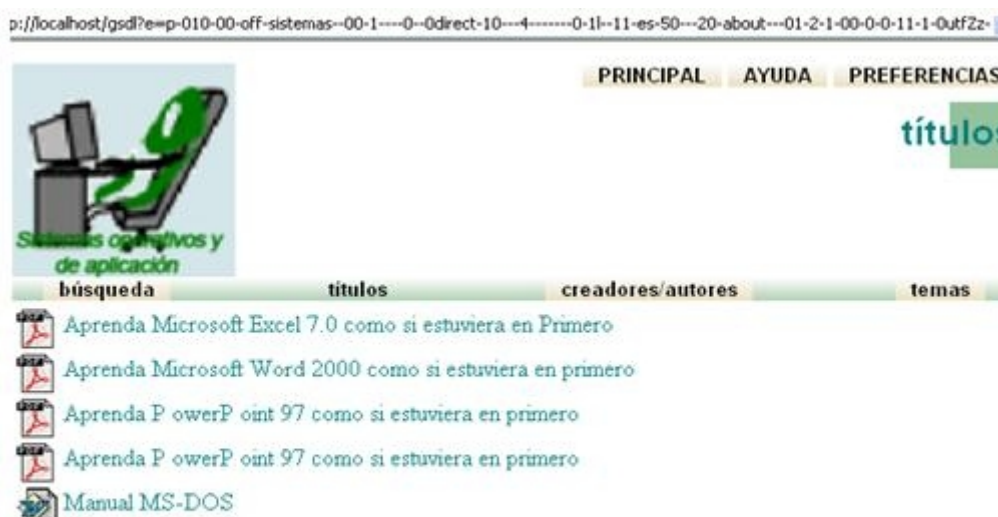 p://localhost/gsdl?e=p-010-00-off-sistemas--00-1----0--0direct-10---4-------0-1l--11-es-50---20-about---01-2-1-00-0-0-11-1-0utfZz-
PRINCIPAL AYUDA PREFERENCIAS
títulos
Sistemas operativos y
de aplicación
búsqueda títulos creadores/autores temas
Aprenda Microsoft Excel 7.0 como si estuviera en Primero
Aprenda Microsoft Word 2000 como si estuviera en primero
Aprenda P owerP oint 97 como si estuviera en primero
Aprenda P owerP oint 97 como si estuviera en primero
Manual MS-DOS